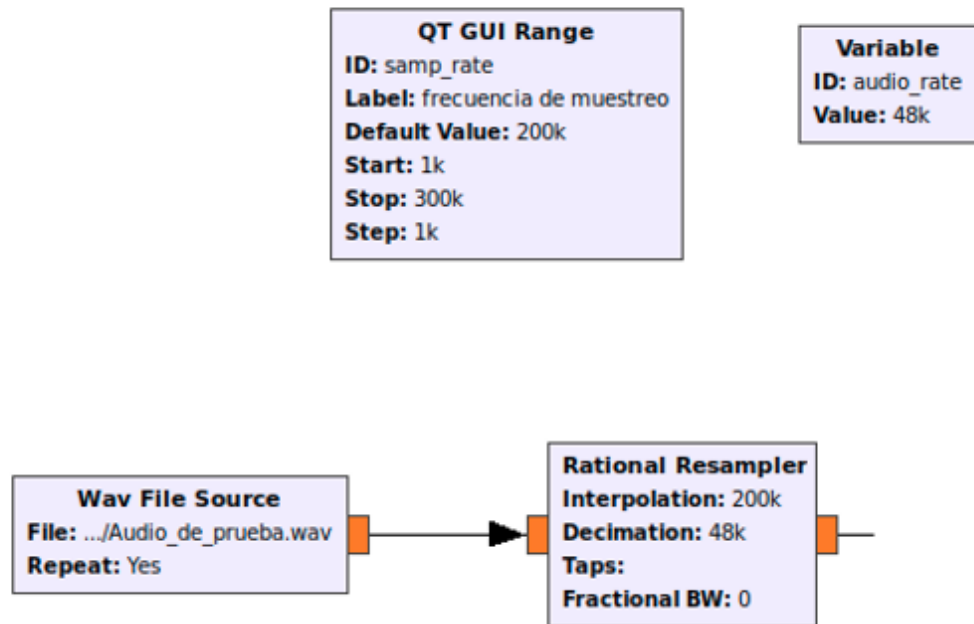 QT GUI Range
ID: samp_rate
Label: frecuencia de muestreo
Default Value: 200k
Start: 1k
Stop: 300k
Step: 1k
Variable
ID: audio_rate
Value: 48k
Wav File Source
File: .../Audio_de_prueba.wav
Repeat: Yes
Rational Resampler
Interpolation: 200k
Decimation: 48k
Taps:
Fractional BW: 0